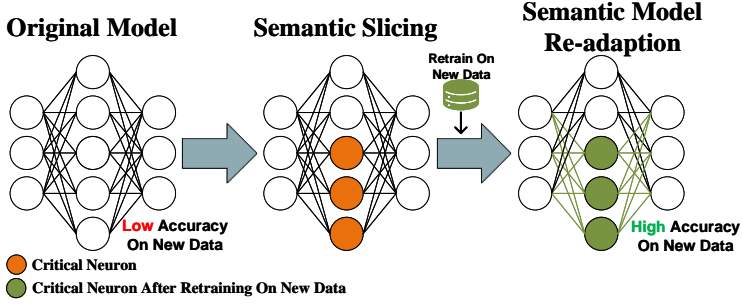 Original Model
Semantic Slicing
Semantic Model
Re-adaption
Retrain On
New Data
Low Accuracy
On New Data
High Accuracy
On New Data
Critical Neuron
Critical Neuron After Retraining On New Data